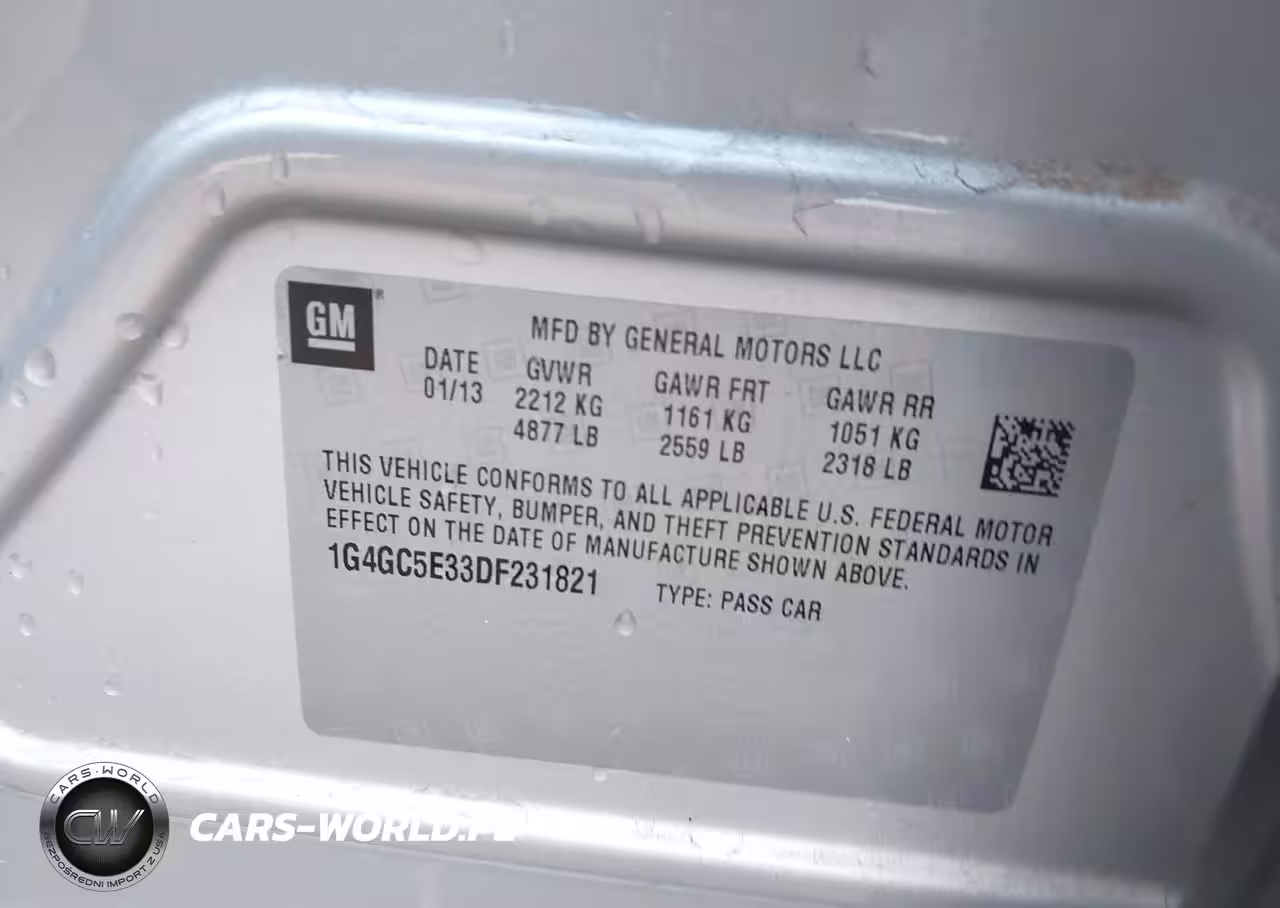 GM
MFD BY GENERAL MOTORS LLC
DATE GVWR GAWR FRT GAWR RR
01/13 2212 KG 1161 KG 1051 KG
4877 LB 2559 LB 2318 LB
THIS VEHICLE CONFORMS TO ALL APPLICABLE U.S. FEDERAL MOTOR
VEHICLE SAFETY, BUMPER, AND THEFT PREVENTION STANDARDS IN
EFFECT ON THE DATE OF MANUFACTURE SHOWN ABOVE.
1G4GC5E33DF231821 TYPE: PASS CAR
CARS-WORLD
CW
BEZPOŚREDNI IMPORT Z USA
CARS-WORLD.PL